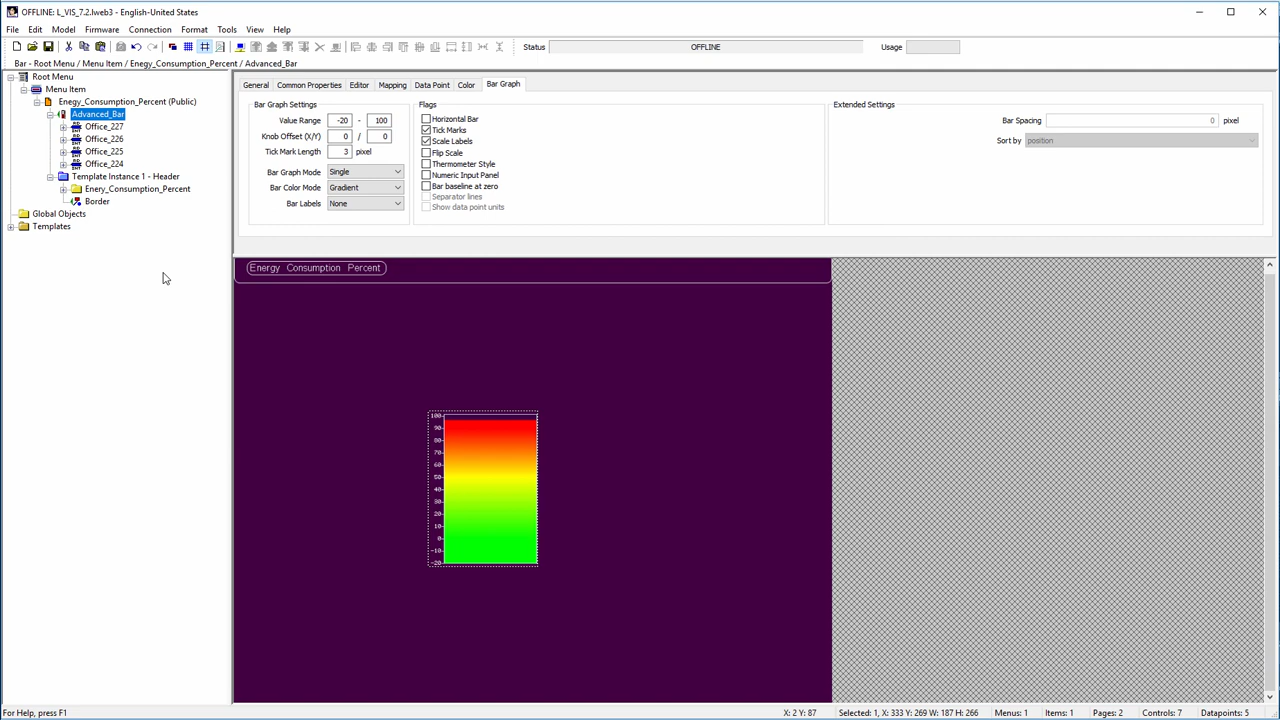 OFFLINE: L_VIS_7.2.lweb3 - English-United States
File Edit Model Firmware Connection Format Tools View Help
Status OFFLINE Usage
Bar - Root Menu / Menu Item / Enegy_Consumption_Percent / Advanced_Bar
Root Menu
Menu Item
Enegy_Consumption_Percent (Public)
Advanced_Bar
Office_227
Office_226
Office_225
Office_224
Template Instance 1 - Header
Enery_Consumption_Percent
Border
Global Objects
Templates
General Common Properties Editor Mapping Data Point Color Bar Graph
Bar Graph Settings
Value Range -20 - 100
Knob Offset (X/Y) 0 / 0
Tick Mark Length 3 pixel
Bar Graph Mode Single
Bar Color Mode Gradient
Bar Labels None
Flags
Horizontal Bar
Tick Marks
Scale Labels
Flip Scale
Thermometer Style
Numeric Input Panel
Bar baseline at zero
Separator lines
Show data point units
Extended Settings
Bar Spacing 0 pixel
Sort by position
Energy Consumption Percent
100
90
80
70
60
50
40
30
20
10
0
-10
-20
For Help, press F1 X: 2 Y: 87 Selected: 1, X: 333 Y: 269 W: 187 H: 266 Menus: 1 Items: 1 Pages: 2 Controls: 7 Datapoints: 5